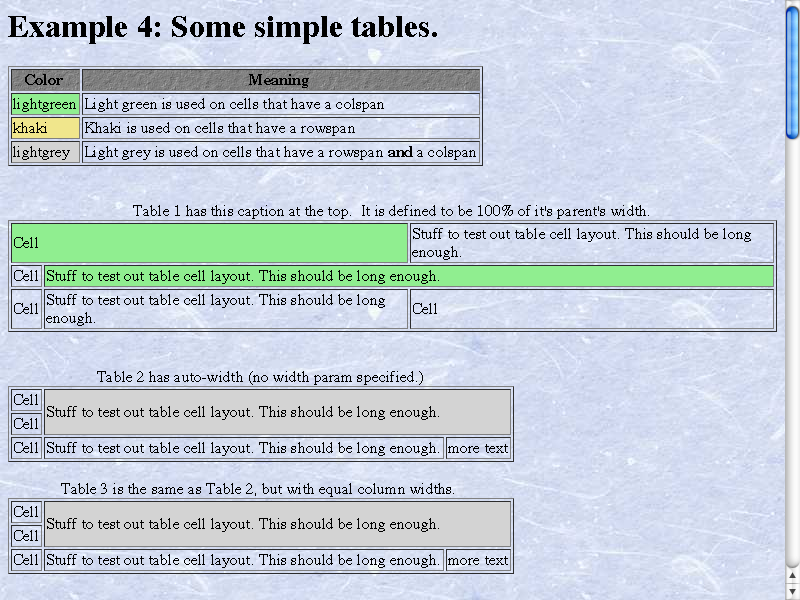 Example 4: Some simple tables.
Color Meaning
lightgreen Light green is used on cells that have a colspan
khaki Khaki is used on cells that have a rowspan
lightgrey Light grey is used on cells that have a rowspan and a colspan
Table 1 has this caption at the top. It is defined to be 100% of it's parent's width.
Cell Stuff to test out table cell layout. This should be long
enough.
Cell Stuff to test out table cell layout. This should be long enough.
Cell Stuff to test out table cell layout. This should be long
enough. Cell
Table 2 has auto-width (no width param specified.)
Cell
Stuff to test out table cell layout. This should be long enough.
Cell
Cell Stuff to test out table cell layout. This should be long enough. more text
Table 3 is the same as Table 2, but with equal column widths.
Cell
Stuff to test out table cell layout. This should be long enough.
Cell
Cell Stuff to test out table cell layout. This should be long enough. more text